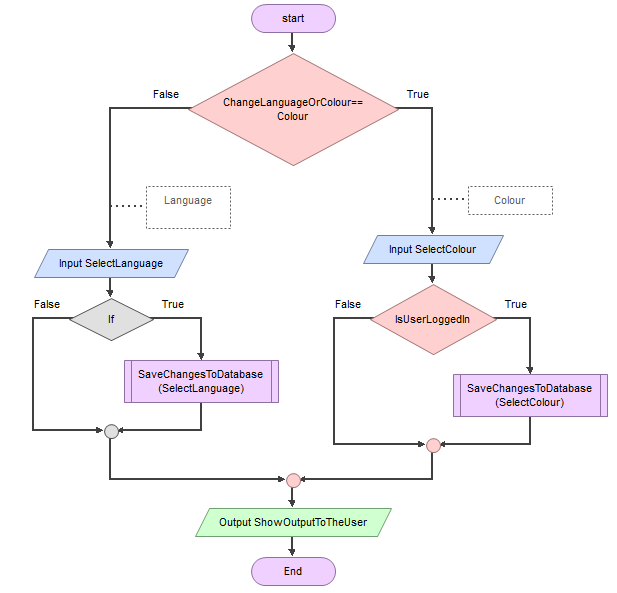 start
ChangeLanguageOrColour==
Colour
False
True
Language
Colour
Input SelectLanguage
Input SelectColour
False
True
If
False
True
IsUserLoggedIn
SaveChangesToDatabase
(SelectLanguage)
SaveChangesToDatabase
(SelectColour)
Output ShowOutputToTheUser
End